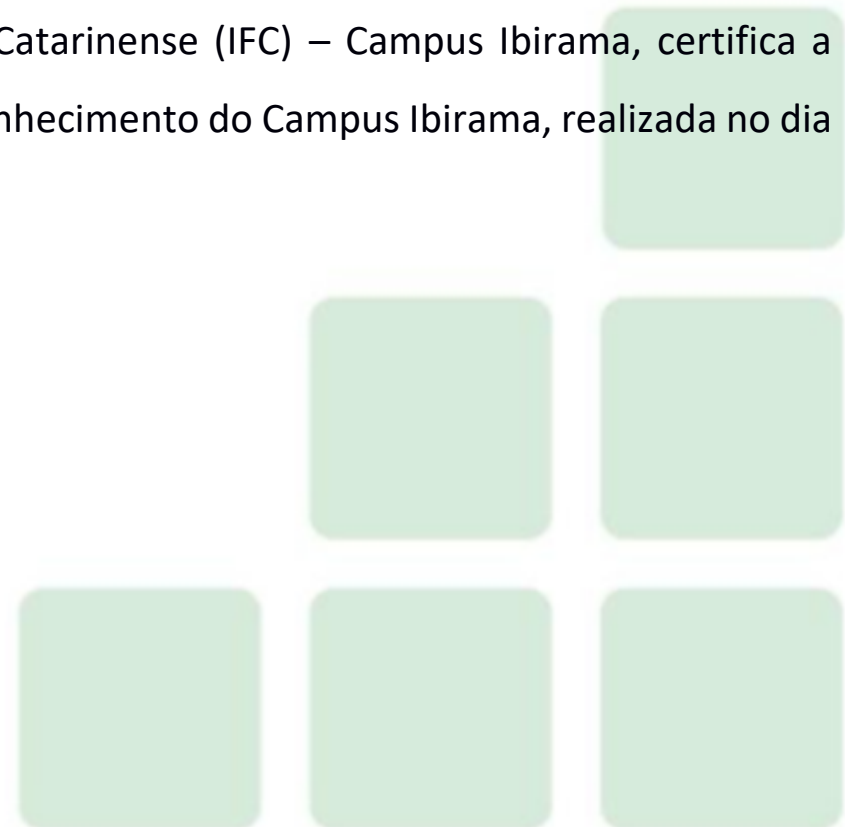 Catarinense (IFC) – Campus Ibirama, certifica a
nhecimento do Campus Ibirama, realizada no dia